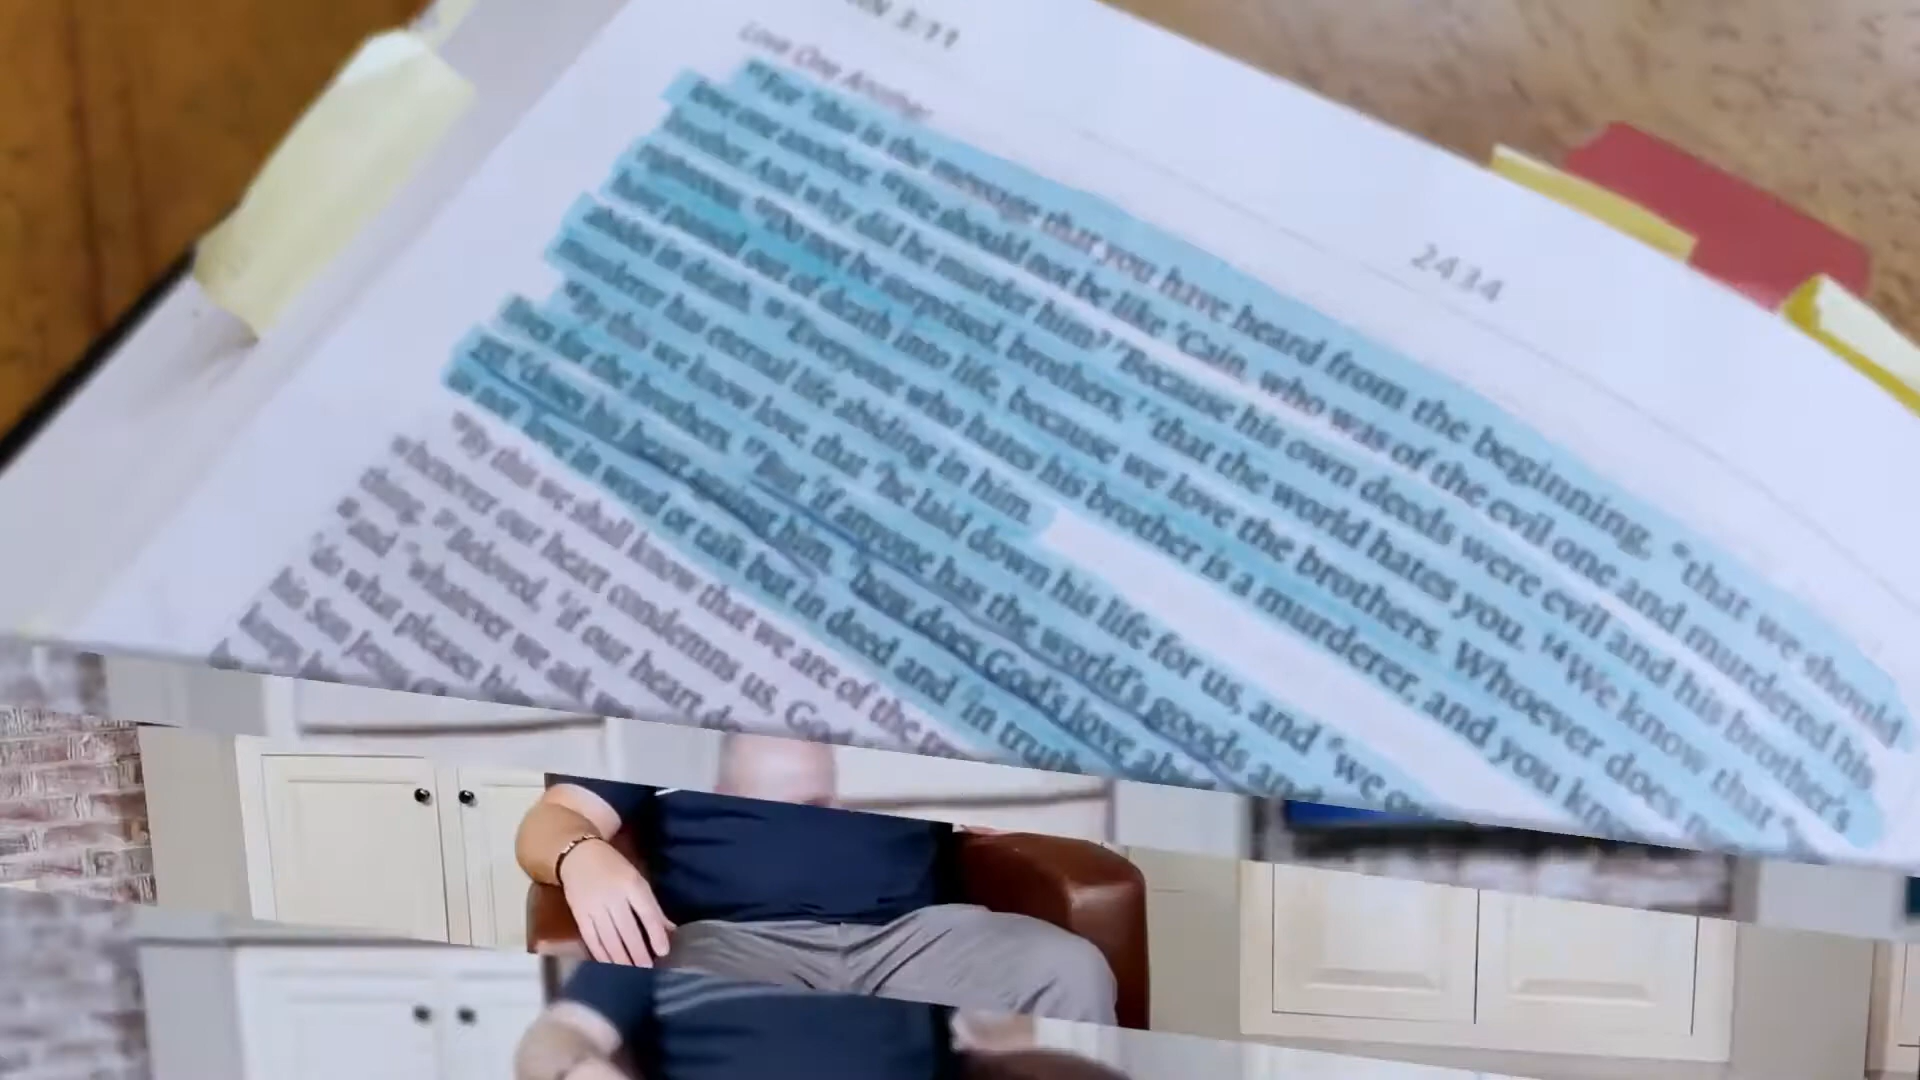 3:11
2434
Love One Another
"For this is the message that you have heard from the beginning, that we should
love one another. We should not be like Cain, who was of the evil one and murdered his
brother. And why did he murder him? Because his own deeds were evil and his brother's
righteous. Do not be surprised, brothers, that the world hates you. 14 We know that
have passed out of death into life, because we love the brothers. Whoever does
abides in death. Everyone who hates his brother is a murderer, and you
murderer has eternal life abiding in him.
By this we know love, that he laid down his life for us, and we
lives for the brothers. But if anyone has the world's goods and
yet closes his heart against him, how does God's love
in word or talk but in deed and in truth
By this we shall know that we are of the
whenever our heart condemns us, God
things. Beloved, if our heart
and whatever we ask
do what pleases
his Son Jesus